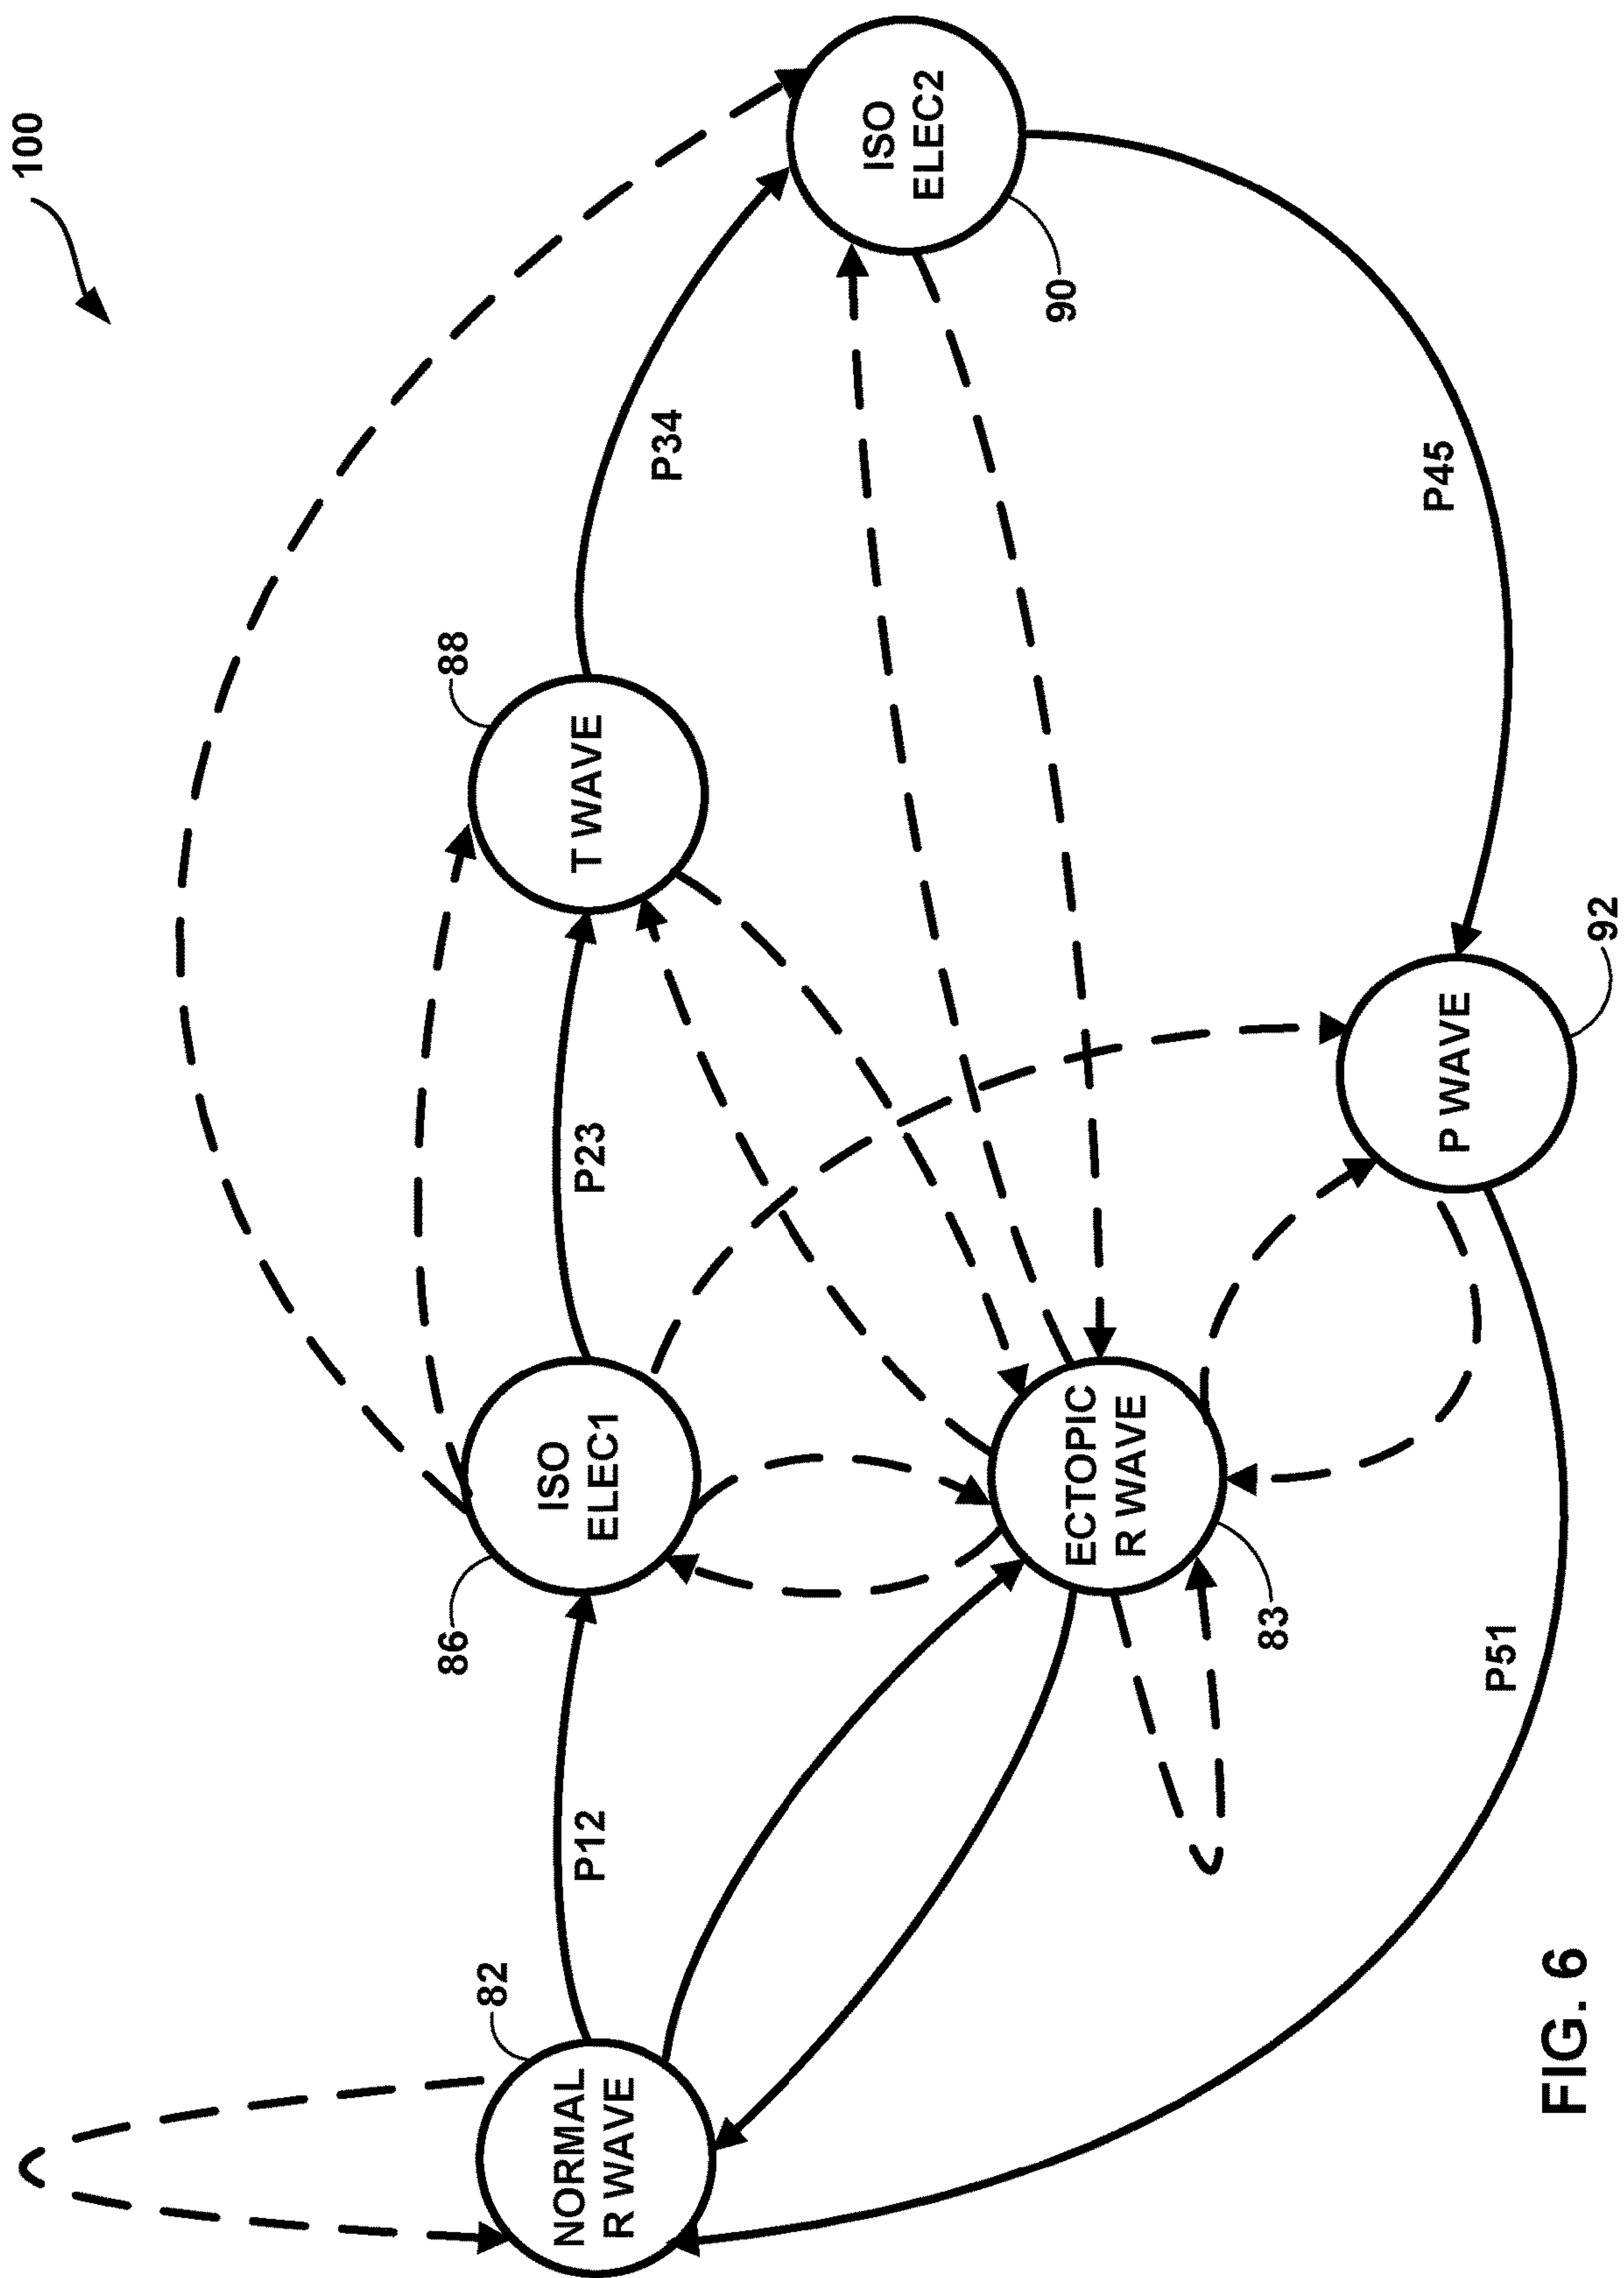 100
NORMAL
R WAVE
82
P12
ISO
ELEC1
86
P23
T WAVE
88
P34
ISO
ELEC2
90
ECTOPIC
R WAVE
83
P WAVE
92
P45
P51
FIG. 6